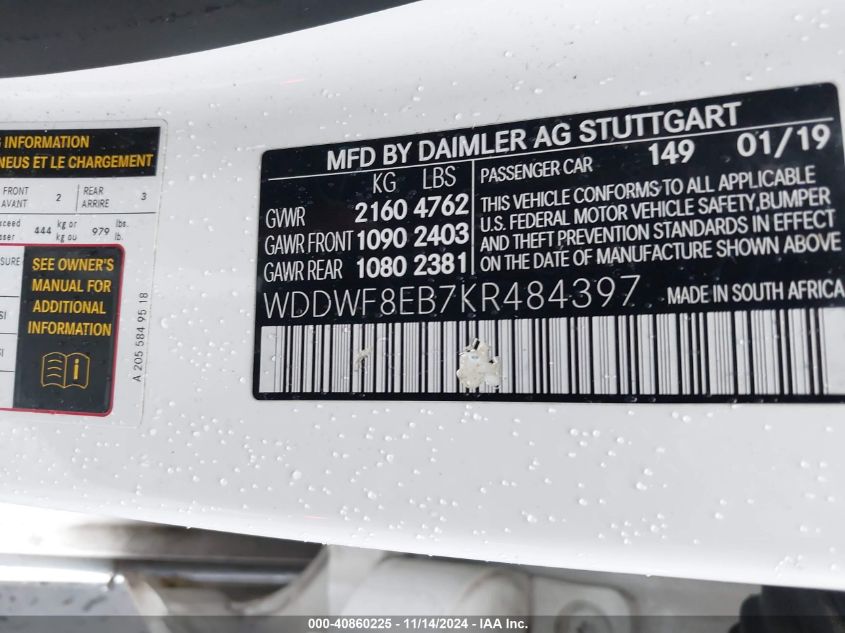 INFORMATION
NEUS ET LE CHARGEMENT
FRONT
AVANT
2
REAR
ARRIERE
3
444 kg or
kg ou
979 lbs.
lb.
SEE OWNER'S
MANUAL FOR
ADDITIONAL
INFORMATION
A 205 584 95 18
MFD BY DAIMLER AG STUTTGART
KG LBS
GWR 2160 4762
GAWR FRONT 1090 2403
GAWR REAR 1080 2381
PASSENGER CAR 149 01/19
THIS VEHICLE CONFORMS TO ALL APPLICABLE
U.S. FEDERAL MOTOR VEHICLE SAFETY, BUMPER
AND THEFT PREVENTION STANDARDS IN EFFECT
ON THE DATE OF MANUFACTURE SHOWN ABOVE
WDDWF8EB7KR484397 MADE IN SOUTH AFRICA
000-40860225 - 11/14/2024 - IAA Inc.